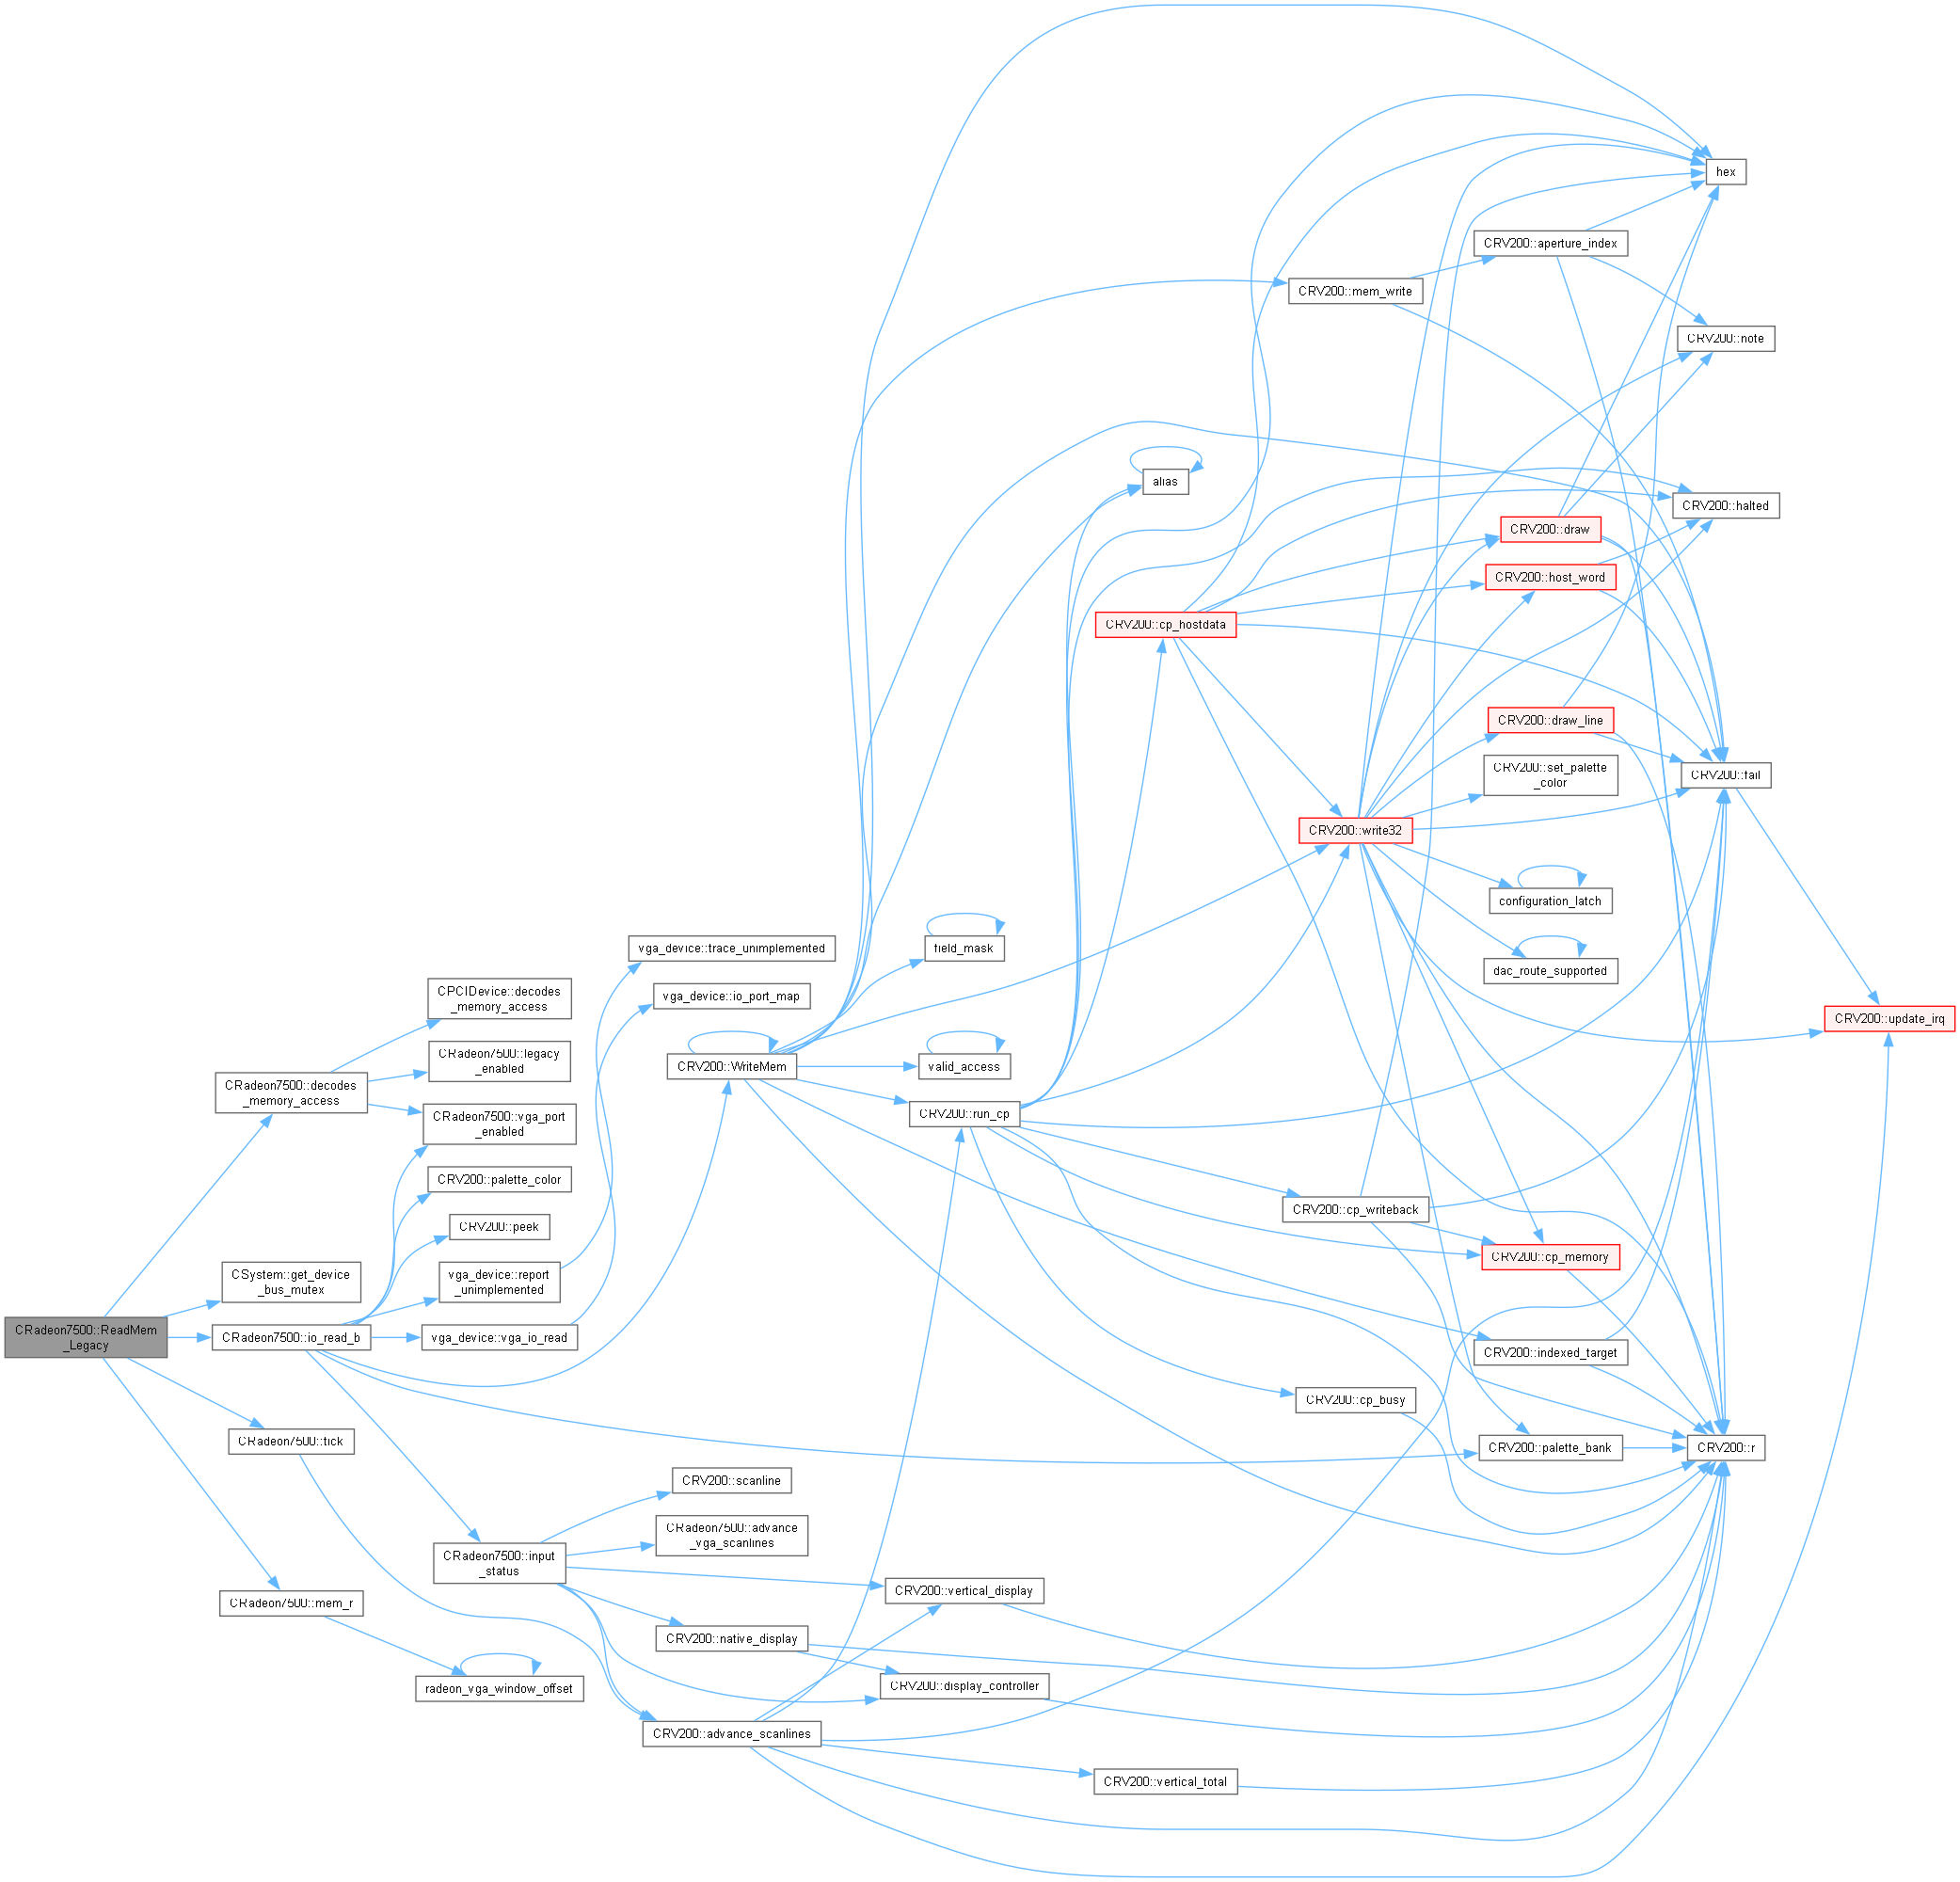 hex
CRV200::aperture_index
CRV200::mem_write
CRV200::note
alias
CRV200::halted
CRV200::draw
CRV200::host_word
CRV200::cp_hostdata
CRV200::draw_line
CRV200::set_palette
_color
CRV200::fail
CRV200::write32
configuration_latch
vga_device::trace_unimplemented
field_mask
dac_route_supported
CPCIDevice::decodes
_memory_access
vga_device::io_port_map
CRV200::update_irq
CRadeon7500::legacy
_enabled
CRV200::WriteMem
valid_access
CRadeon7500::decodes
_memory_access
CRV200::run_cp
CRadeon7500::vga_port
_enabled
CRV200::palette_color
CRV200::cp_writeback
CRV200::peek
CRV200::cp_memory
CSystem::get_device
_bus_mutex
vga_device::report
_unimplemented
CRadeon7500::ReadMem
_Legacy
CRadeon7500::io_read_b
vga_device::vga_io_read
CRV200::indexed_target
CRV200::cp_busy
CRadeon7500::tick
CRV200::palette_bank
CRV200::r
CRV200::scanline
CRadeon7500::advance
_vga_scanlines
CRadeon7500::input
_status
CRV200::vertical_display
CRadeon7500::mem_r
CRV200::native_display
radeon_vga_window_offset
CRV200::display_controller
CRV200::advance_scanlines
CRV200::vertical_total